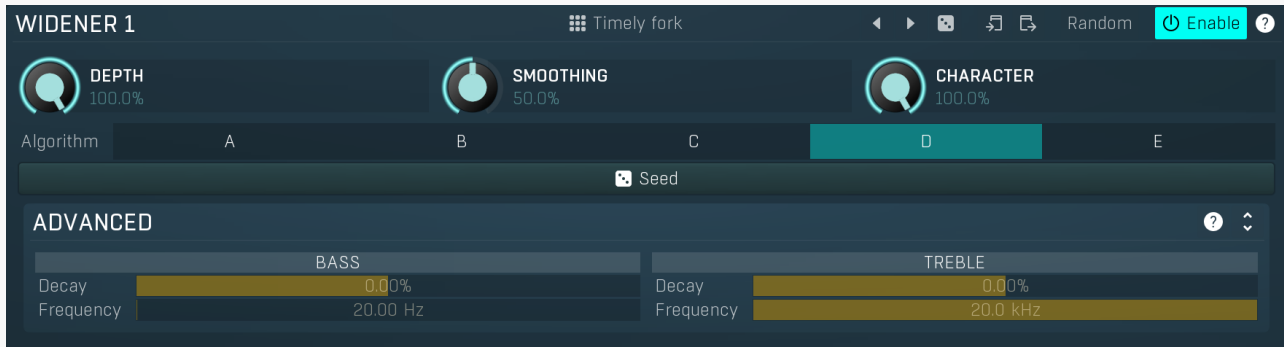 WIDENER 1 Timely fork Random Enable ?
DEPTH SMOOTHING CHARACTER
100.0% 50.0% 100.0%
Algorithm A B C D E
Seed
ADVANCED ?
BASS TREBLE
Decay 0.00% Decay 0.00%
Frequency 20.00 Hz Frequency 20.0 kHz